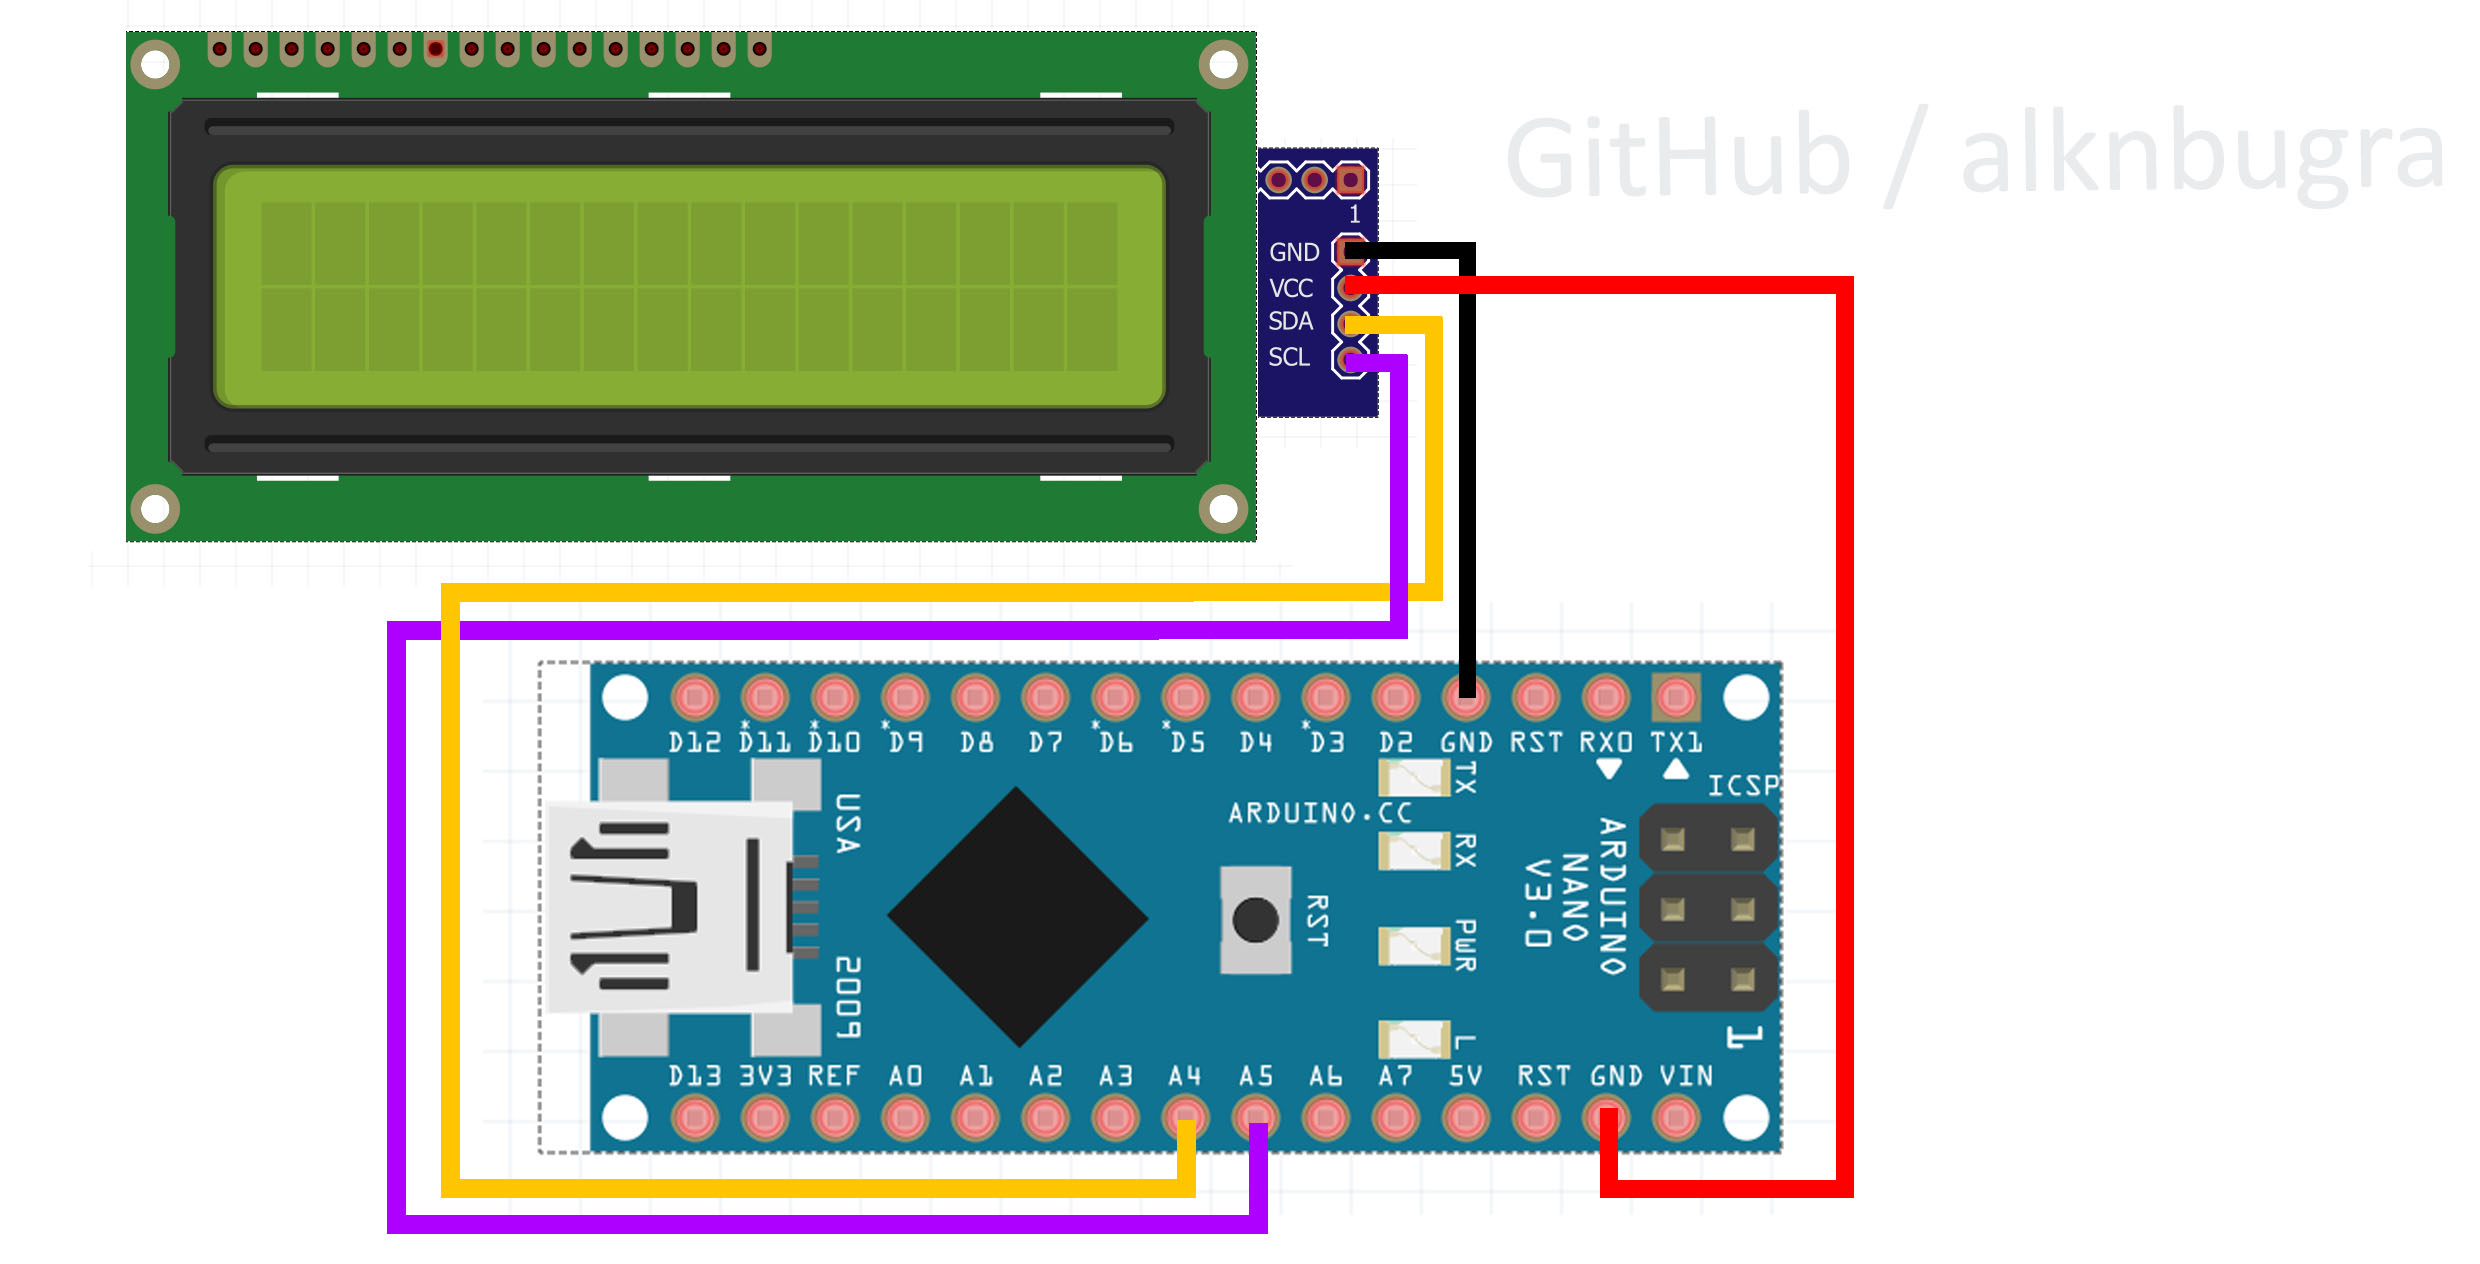 GitHub / alknbugra
1
GND
VCC
SDA
SCL
D12 *D11 *D10 *D9 D8 D7 *D6 *D5 D4 *D3 D2 GND RST RX0 TX1
TX
ICSP
USA
ARDUINO.CC
RX
ARDUINO
NANO
V3.0
RST
PWR
2009
L
1
D13 3V3 REF A0 A1 A2 A3 A4 A5 A6 A7 5V RST GND VIN